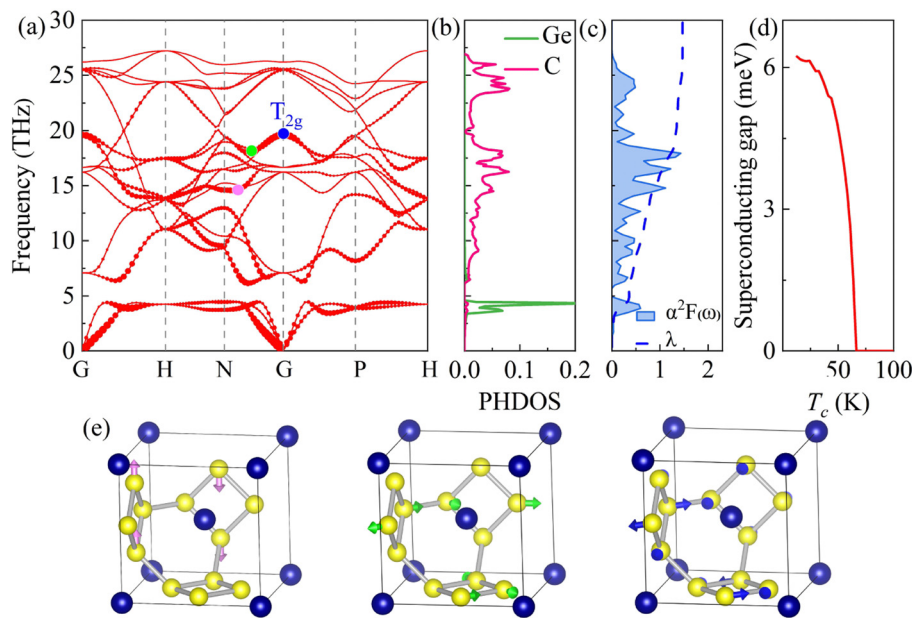 (a)
(b)
(c)
(d)
30
25
20
15
10
5
0
Frequency (THz)
T2g
G H N G P H
Ge
C
0.0 0.1 0.2
PHDOS
α²F(ω)
λ
0 1 2
Superconducting gap (meV)
6
3
0
50 100
Tc (K)
(e)